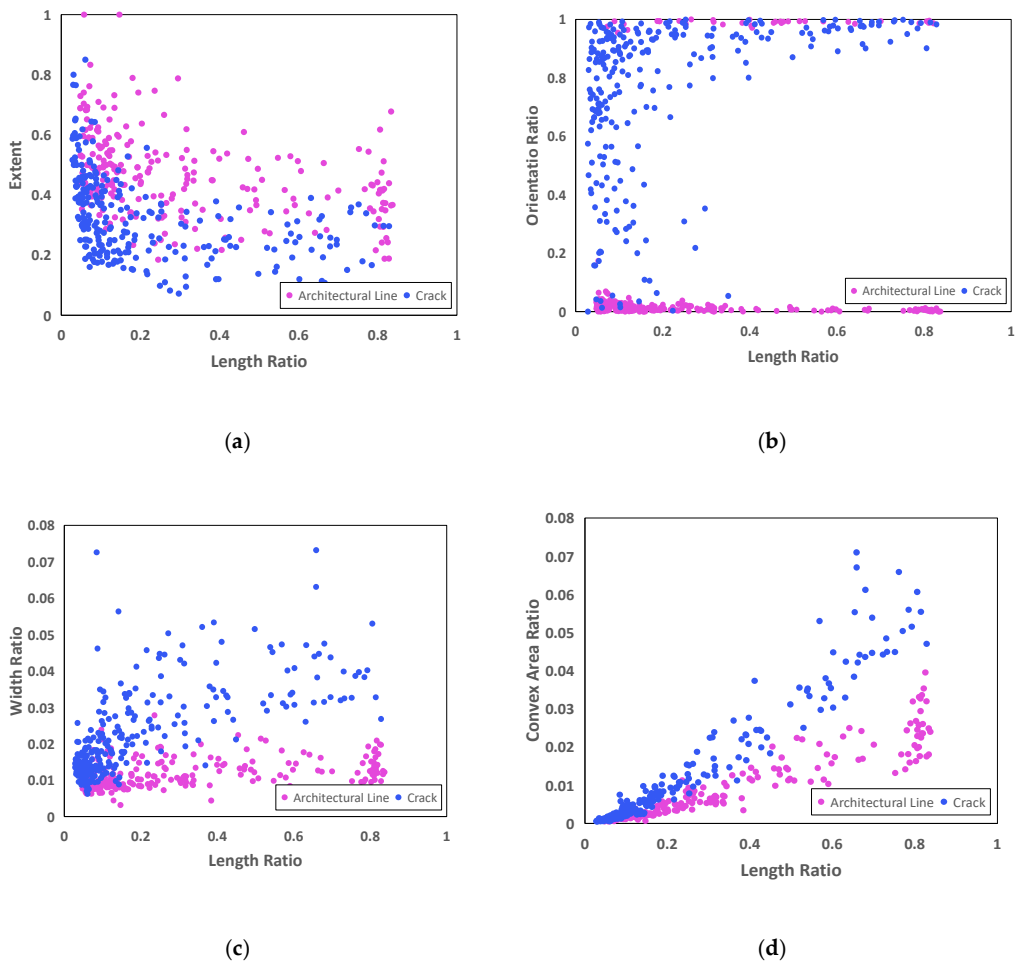 1
0.8
0.6
0.4
0.2
0
Extent
0 0.2 0.4 0.6 0.8 1
Length Ratio
Architectural Line Crack
(a)
1
0.8
0.6
0.4
0.2
0
Orientatio Ratio
0 0.2 0.4 0.6 0.8 1
Length Ratio
Architectural Line Crack
(b)
0.08
0.07
0.06
0.05
0.04
0.03
0.02
0.01
0
Width Ratio
0 0.2 0.4 0.6 0.8 1
Length Ratio
Architectural Line Crack
(c)
0.08
0.07
0.06
0.05
0.04
0.03
0.02
0.01
0
Convex Area Ratio
0 0.2 0.4 0.6 0.8 1
Length Ratio
Architectural Line Crack
(d)